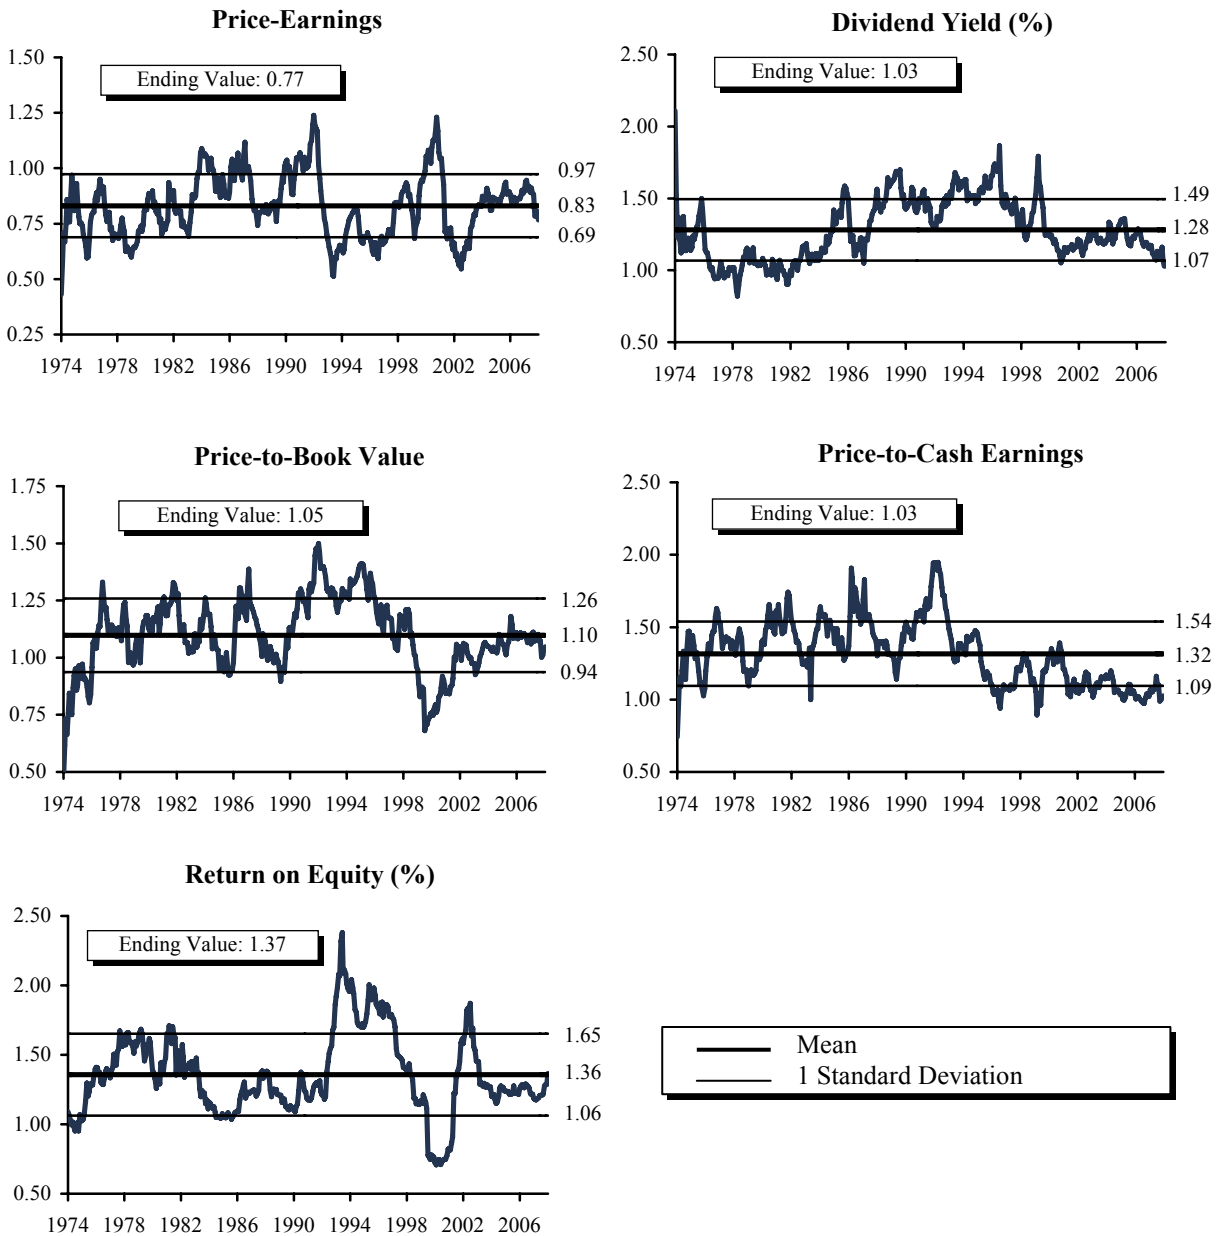 Price-Earnings
1.50
1.25
1.00
0.75
0.50
0.25
Ending Value: 0.77
0.97
0.83
0.69
1974 1978 1982 1986 1990 1994 1998 2002 2006
Dividend Yield (%)
2.50
2.00
1.50
1.00
0.50
Ending Value: 1.03
1.49
1.28
1.07
1974 1978 1982 1986 1990 1994 1998 2002 2006
Price-to-Book Value
1.75
1.50
1.25
1.00
0.75
0.50
Ending Value: 1.05
1.26
1.10
0.94
1974 1978 1982 1986 1990 1994 1998 2002 2006
Price-to-Cash Earnings
2.50
2.00
1.50
1.00
0.50
Ending Value: 1.03
1.54
1.32
1.09
1974 1978 1982 1986 1990 1994 1998 2002 2006
Return on Equity (%)
2.50
2.00
1.50
1.00
0.50
Ending Value: 1.37
1.65
1.36
1.06
1974 1978 1982 1986 1990 1994 1998 2002 2006
Mean
1 Standard Deviation